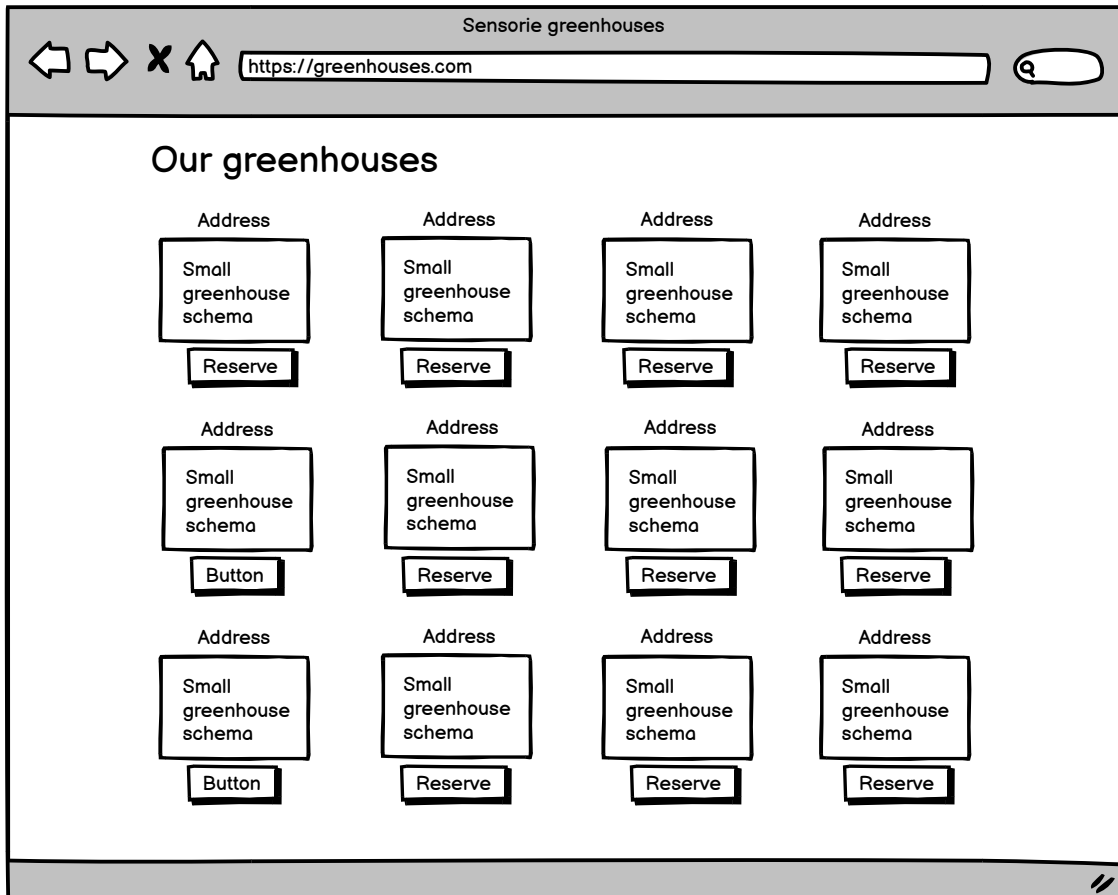 Sensorie greenhouses
https://greenhouses.com
Our greenhouses
Address
Address
Address
Address
Small
greenhouse
schema
Small
greenhouse
schema
Small
greenhouse
schema
Small
greenhouse
schema
Reserve
Reserve
Reserve
Reserve
Address
Address
Address
Address
Small
greenhouse
schema
Small
greenhouse
schema
Small
greenhouse
schema
Small
greenhouse
schema
Button
Reserve
Reserve
Reserve
Address
Address
Address
Address
Small
greenhouse
schema
Small
greenhouse
schema
Small
greenhouse
schema
Small
greenhouse
schema
Button
Reserve
Reserve
Reserve